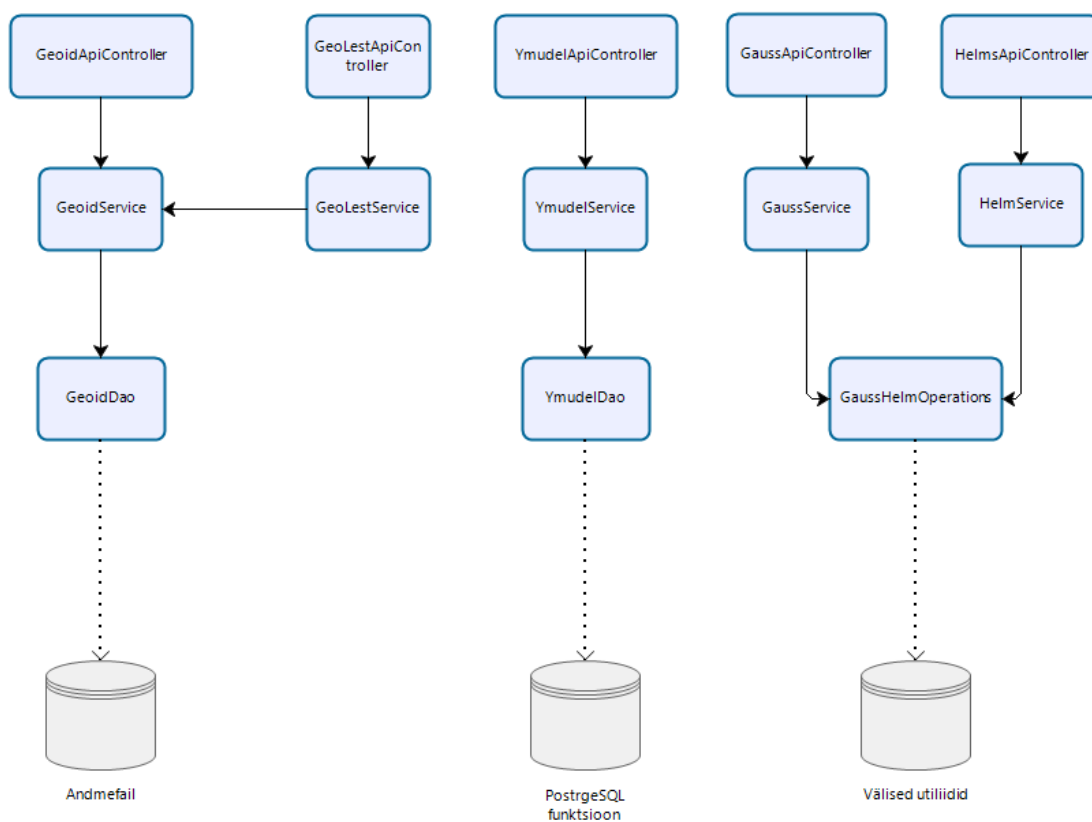 GeoidApiController
GeoLestApiCon
troller
YmudelApiController
GaussApiController
HelmsApiController
GeoidService
GeoLestService
YmudelService
GaussService
HelmService
GeoidDao
YmudelDao
GaussHelmOperations
Andmefail
PostrgeSQL
funktsioon
Välised utiliidid